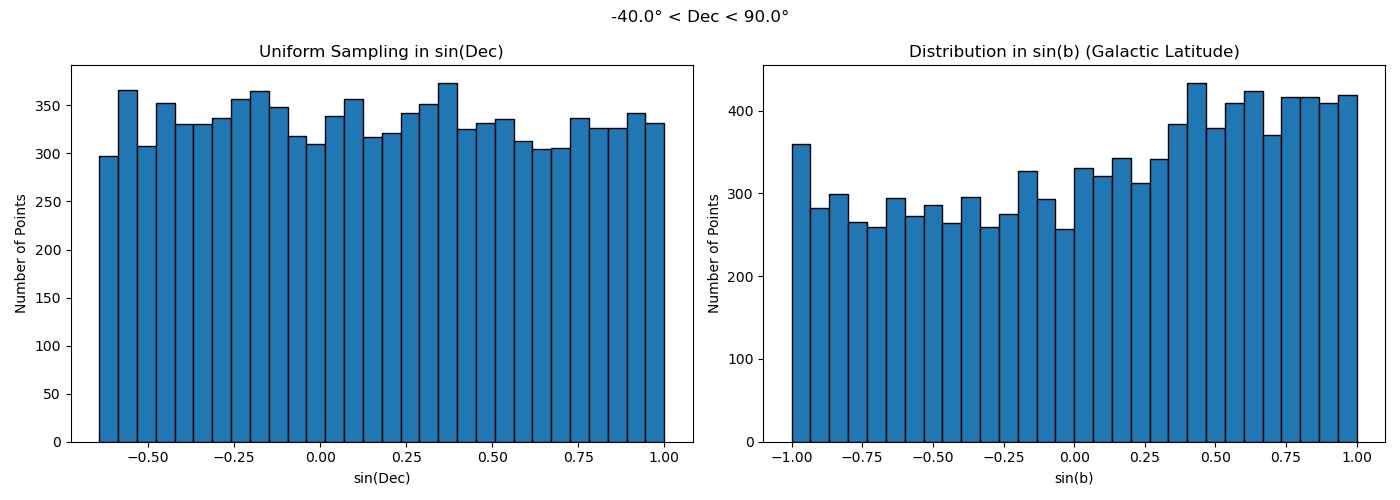 -40.0° < Dec < 90.0°
Uniform Sampling in sin(Dec)
Number of Points
350
300
250
200
150
100
50
0
−0.50 −0.25 0.00 0.25 0.50 0.75 1.00
sin(Dec)
Distribution in sin(b) (Galactic Latitude)
Number of Points
400
300
200
100
0
−1.00 −0.75 −0.50 −0.25 0.00 0.25 0.50 0.75 1.00
sin(b)